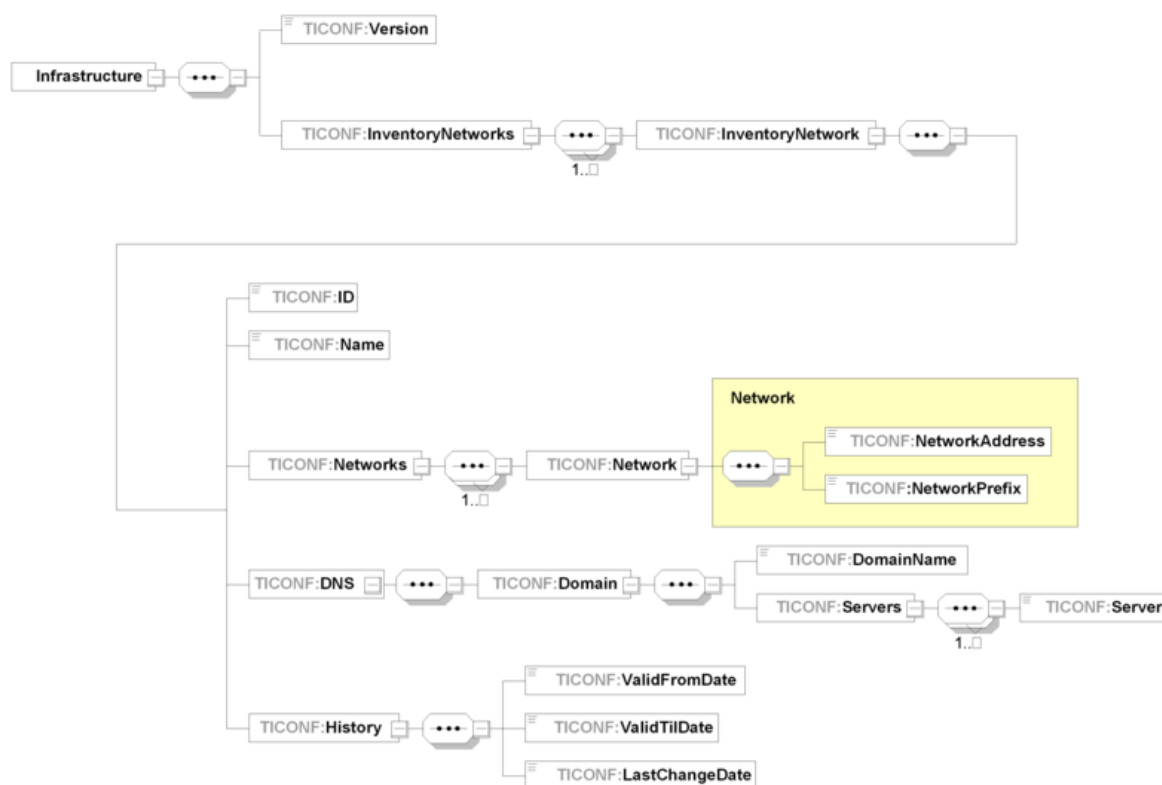 TICONF:Version
Infrastructure
TICONF:InventoryNetworks
TICONF:InventoryNetwork
1..□
TICONF:ID
TICONF:Name
Network
TICONF:NetworkAddress
TICONF:Networks
TICONF:Network
TICONF:NetworkPrefix
1..□
TICONF:DomainName
TICONF:DNS
TICONF:Domain
TICONF:Servers
TICONF:Server
1..□
TICONF:ValidFromDate
TICONF:History
TICONF:ValidTilDate
TICONF:LastChangeDate